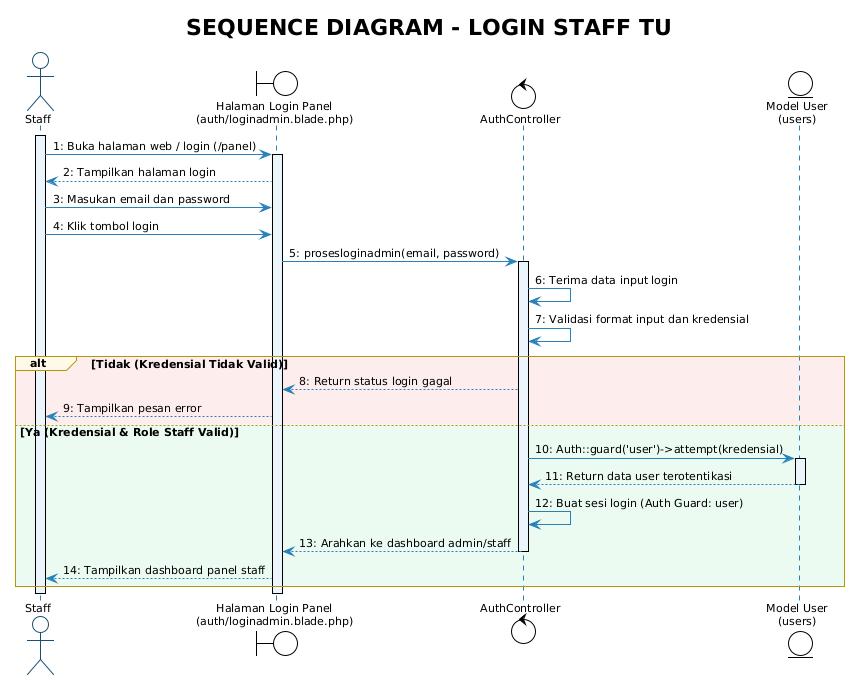 SEQUENCE DIAGRAM - LOGIN STAFF TU
Staff
Halaman Login Panel
(auth/loginadmin.blade.php)
AuthController
Model User
(users)
1: Buka halaman web / login (/panel)
2: Tampilkan halaman login
3: Masukan email dan password
4: Klik tombol login
5: prosesloginadmin(email, password)
6: Terima data input login
7: Validasi format input dan kredensial
alt
[Tidak (Kredensial Tidak Valid)]
8: Return status login gagal
9: Tampilkan pesan error
[Ya (Kredensial & Role Staff Valid)]
10: Auth::guard('user')->attempt(kredensial)
11: Return data user terotentikasi
12: Buat sesi login (Auth Guard: user)
13: Arahkan ke dashboard admin/staff
14: Tampilkan dashboard panel staff
Staff
Halaman Login Panel
(auth/loginadmin.blade.php)
AuthController
Model User
(users)